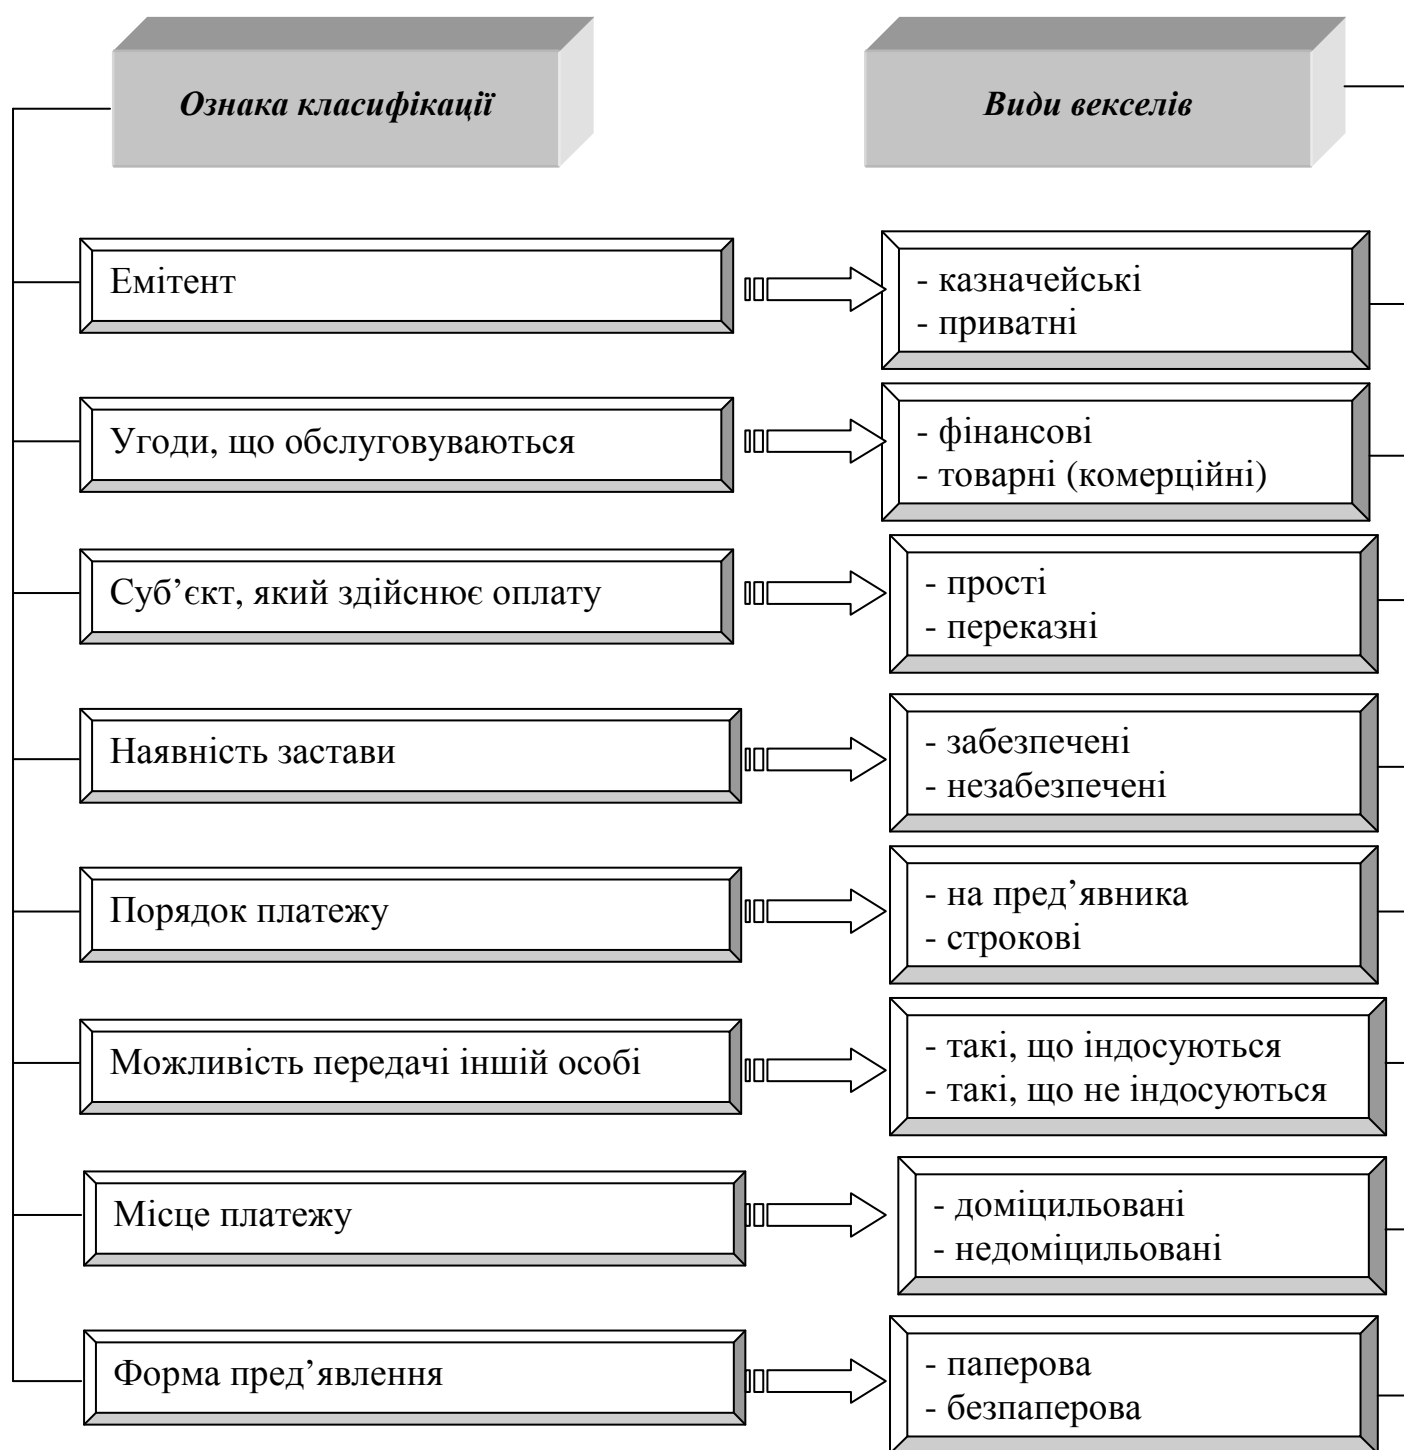 Ознака класифікації
Види векселів
Емітент
- казначейські
- приватні
Угоди, що обслуговуваються
- фінансові
- товарні (комерційні)
Суб’єкт, який здійснює оплату
- прості
- переказні
Наявність застави
- забезпечені
- незабезпечені
Порядок платежу
- на пред’явника
- строкові
Можливість передачі іншій особі
- такі, що індосуються
- такі, що не індосуються
Місце платежу
- доміцильовані
- недоміцильовані
Форма пред’явлення
- паперова
- безпаперова